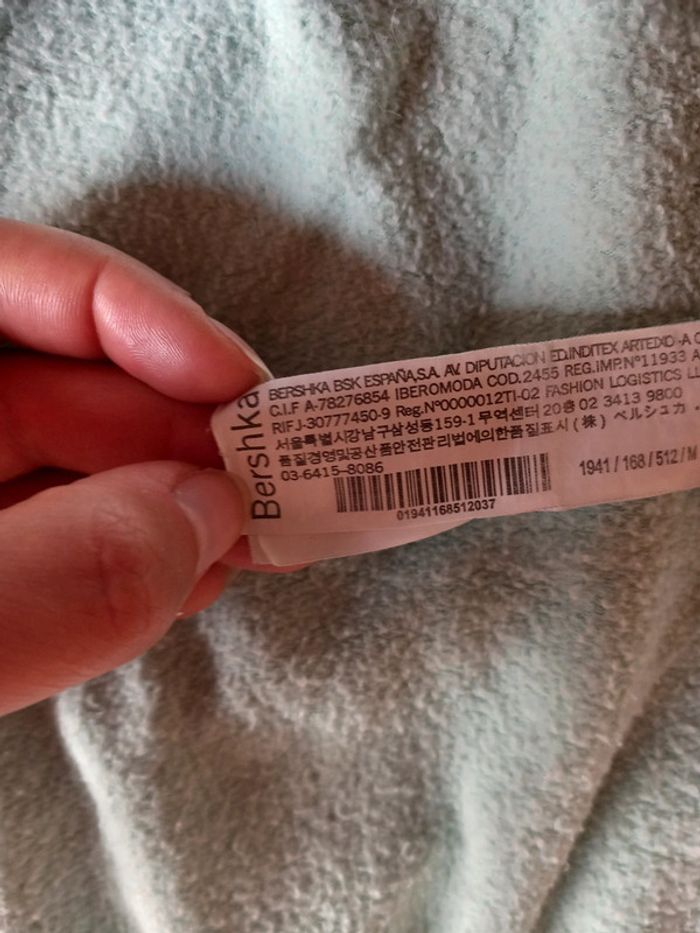 Bershka
BERSHKA BSK ESPAÑA,S.A. AV. DIPUTACION ED.INDITEX ARTEIXO -A C
C.I.F A-78276854 IBEROMODA COD.2455 REG.IMP.Nº11933 A
RIFJ-30777450-9 Reg.Nº0000012TI-02 FASHION LOGISTICS LL
서울특별시강남구삼성동159-1 무역센터 20층 02 3413 9800
품질경영및공산품안전관리법에의한품질표시 (株) ベルシュカ
03-6415-8086
1941 / 168 / 512 / M
01941168512037